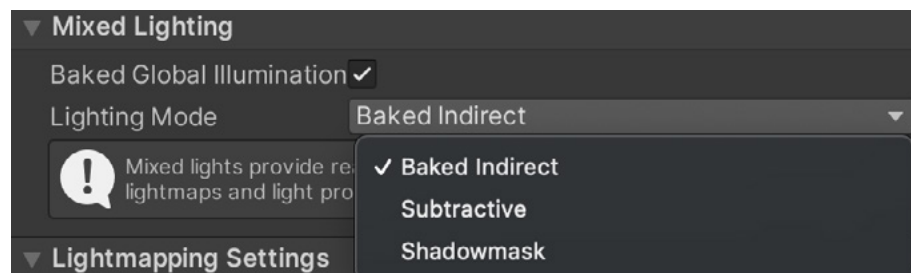 Mixed Lighting
Baked Global Illumination
Lighting Mode
Baked Indirect
Mixed lights provide re
lightmaps and light pro
Baked Indirect
Subtractive
Shadowmask
Lightmapping Settings